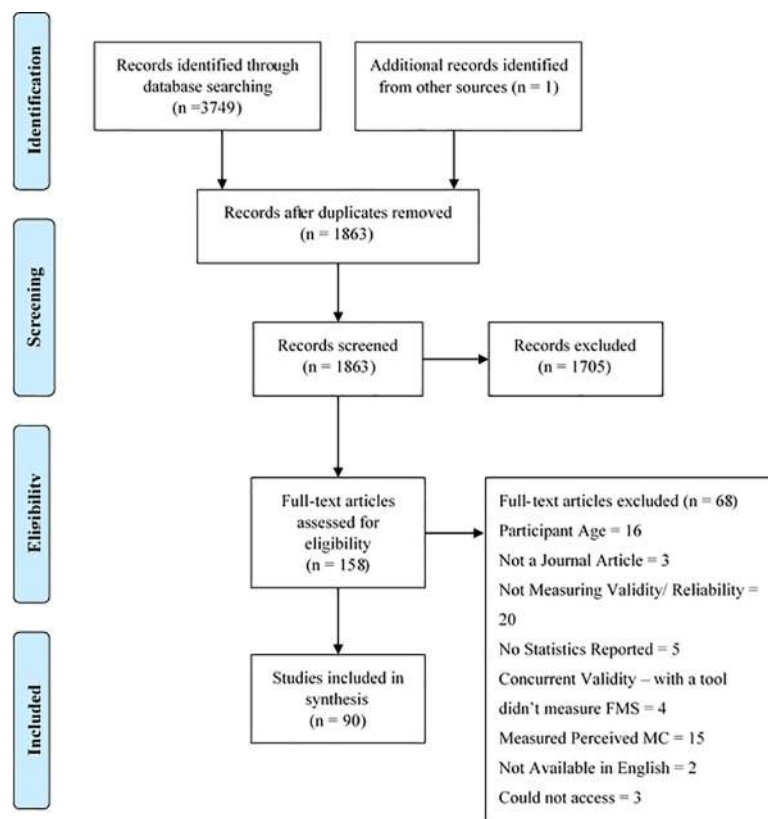 Identification
Records identified through
database searching
(n =3749)
Additional records identified
from other sources (n = 1)
Records after duplicates removed
(n = 1863)
Screening
Records screened
(n = 1863)
Records excluded
(n = 1705)
Eligibility
Full-text articles
assessed for
eligibility
(n = 158)
Full-text articles excluded (n = 68)
Participant Age = 16
Not a Journal Article = 3
Not Measuring Validity/ Reliability =
20
No Statistics Reported = 5
Concurrent Validity – with a tool
didn't measure FMS = 4
Measured Perceived MC = 15
Not Available in English = 2
Could not access = 3
Included
Studies included in
synthesis
(n = 90)